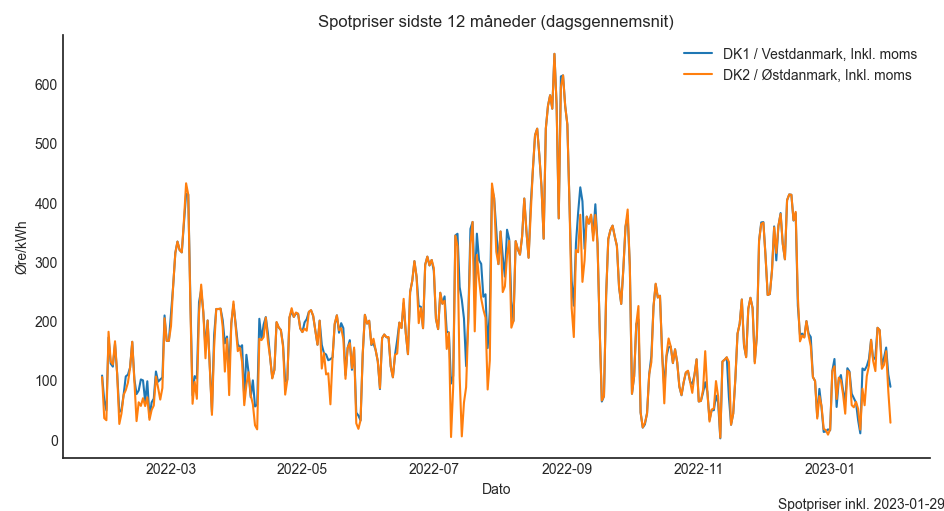 Spotpriser sidste 12 måneder (dagsgennemsnit)
DK1 / Vestdanmark, Inkl. moms
DK2 / Østdanmark, Inkl. moms
Øre/kWh
600
500
400
300
200
100
0
2022-03 2022-05 2022-07 2022-09 2022-11 2023-01
Dato
Spotpriser inkl. 2023-01-29